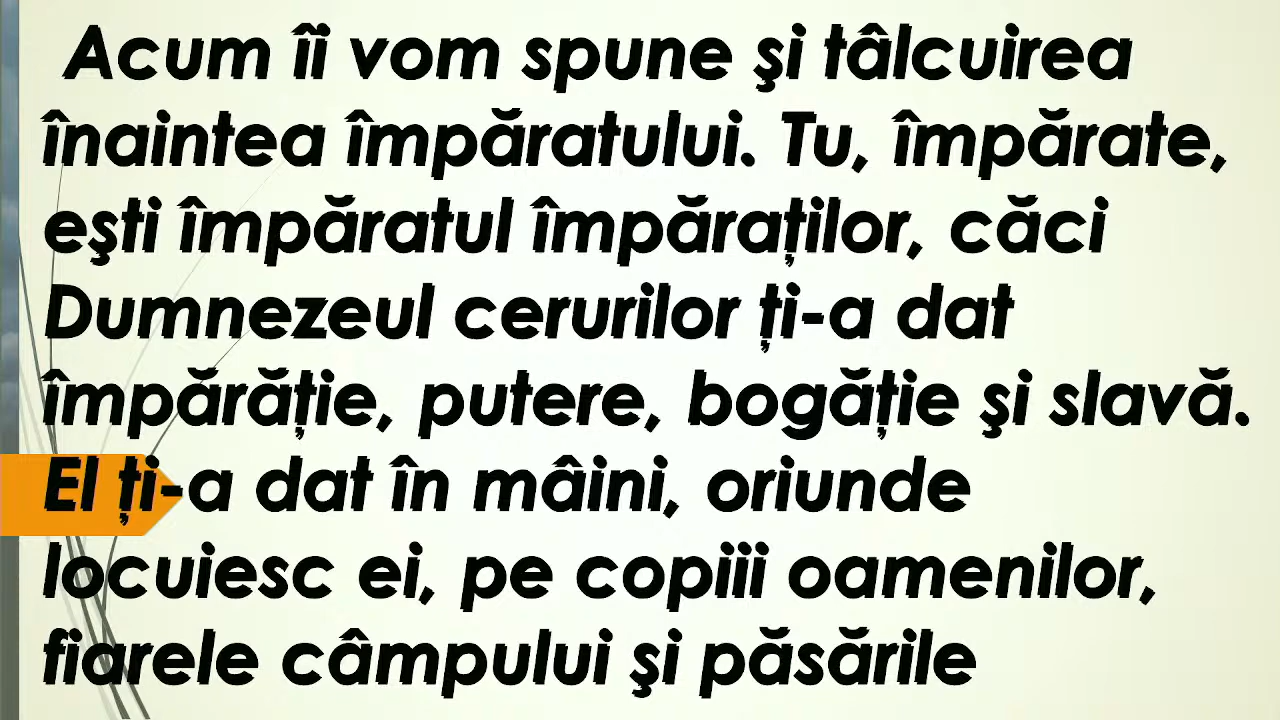 Acum îi vom spune şi tâlcuirea
înaintea împăratului. Tu, împărate,
eşti împăratul împăraţilor, căci
Dumnezeul cerurilor ţi-a dat
împărăţie, putere, bogăţie şi slavă.
El ţi-a dat în mâini, oriunde
locuiesc ei, pe copiii oamenilor,
fiarele câmpului şi păsările